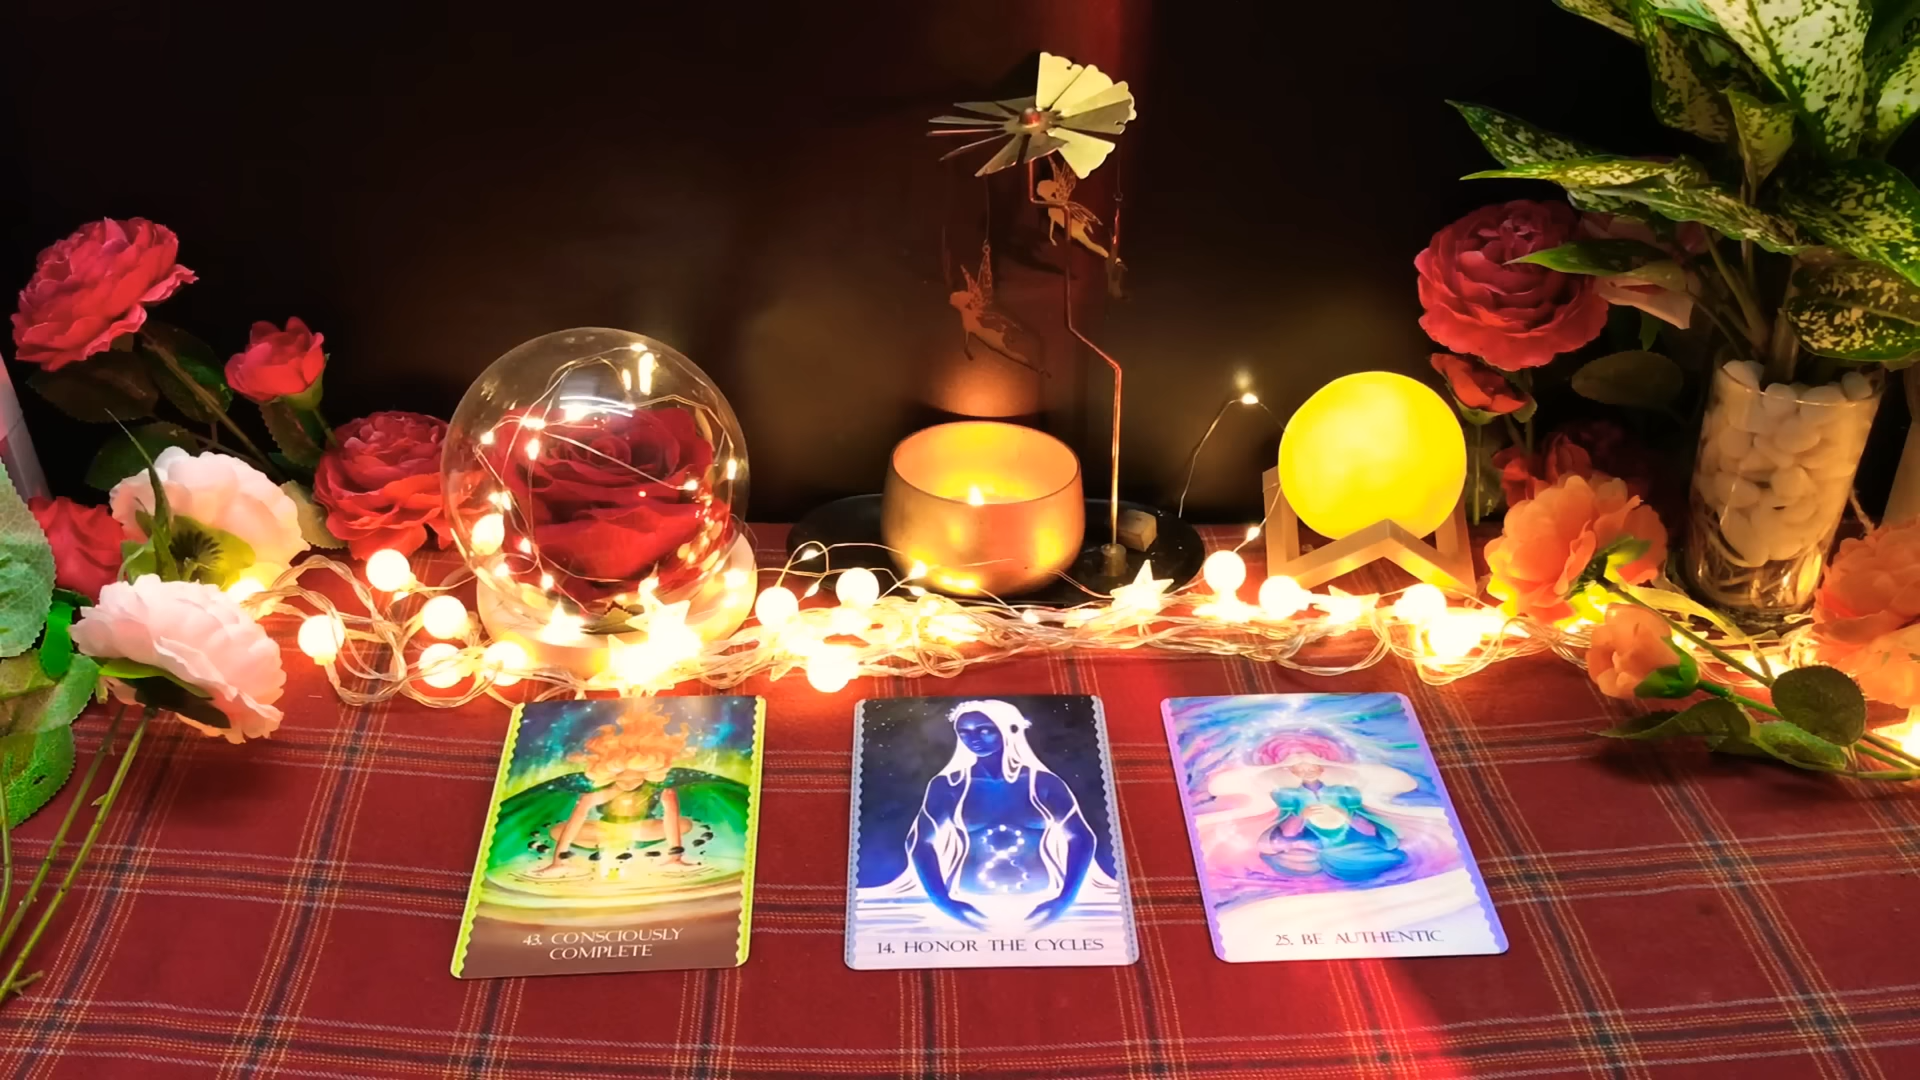 43. CONSCIOUSLY
COMPLETE
14. HONOR THE CYCLES
25. BE AUTHENTIC